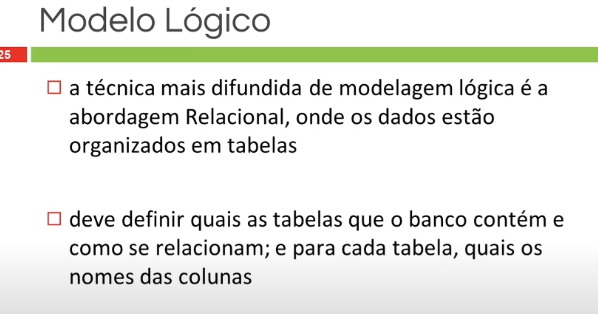 Modelo Lógico
25
a técnica mais difundida de modelagem lógica é a
abordagem Relacional, onde os dados estão
organizados em tabelas
deve definir quais as tabelas que o banco contém e
como se relacionam; e para cada tabela, quais os
nomes das colunas